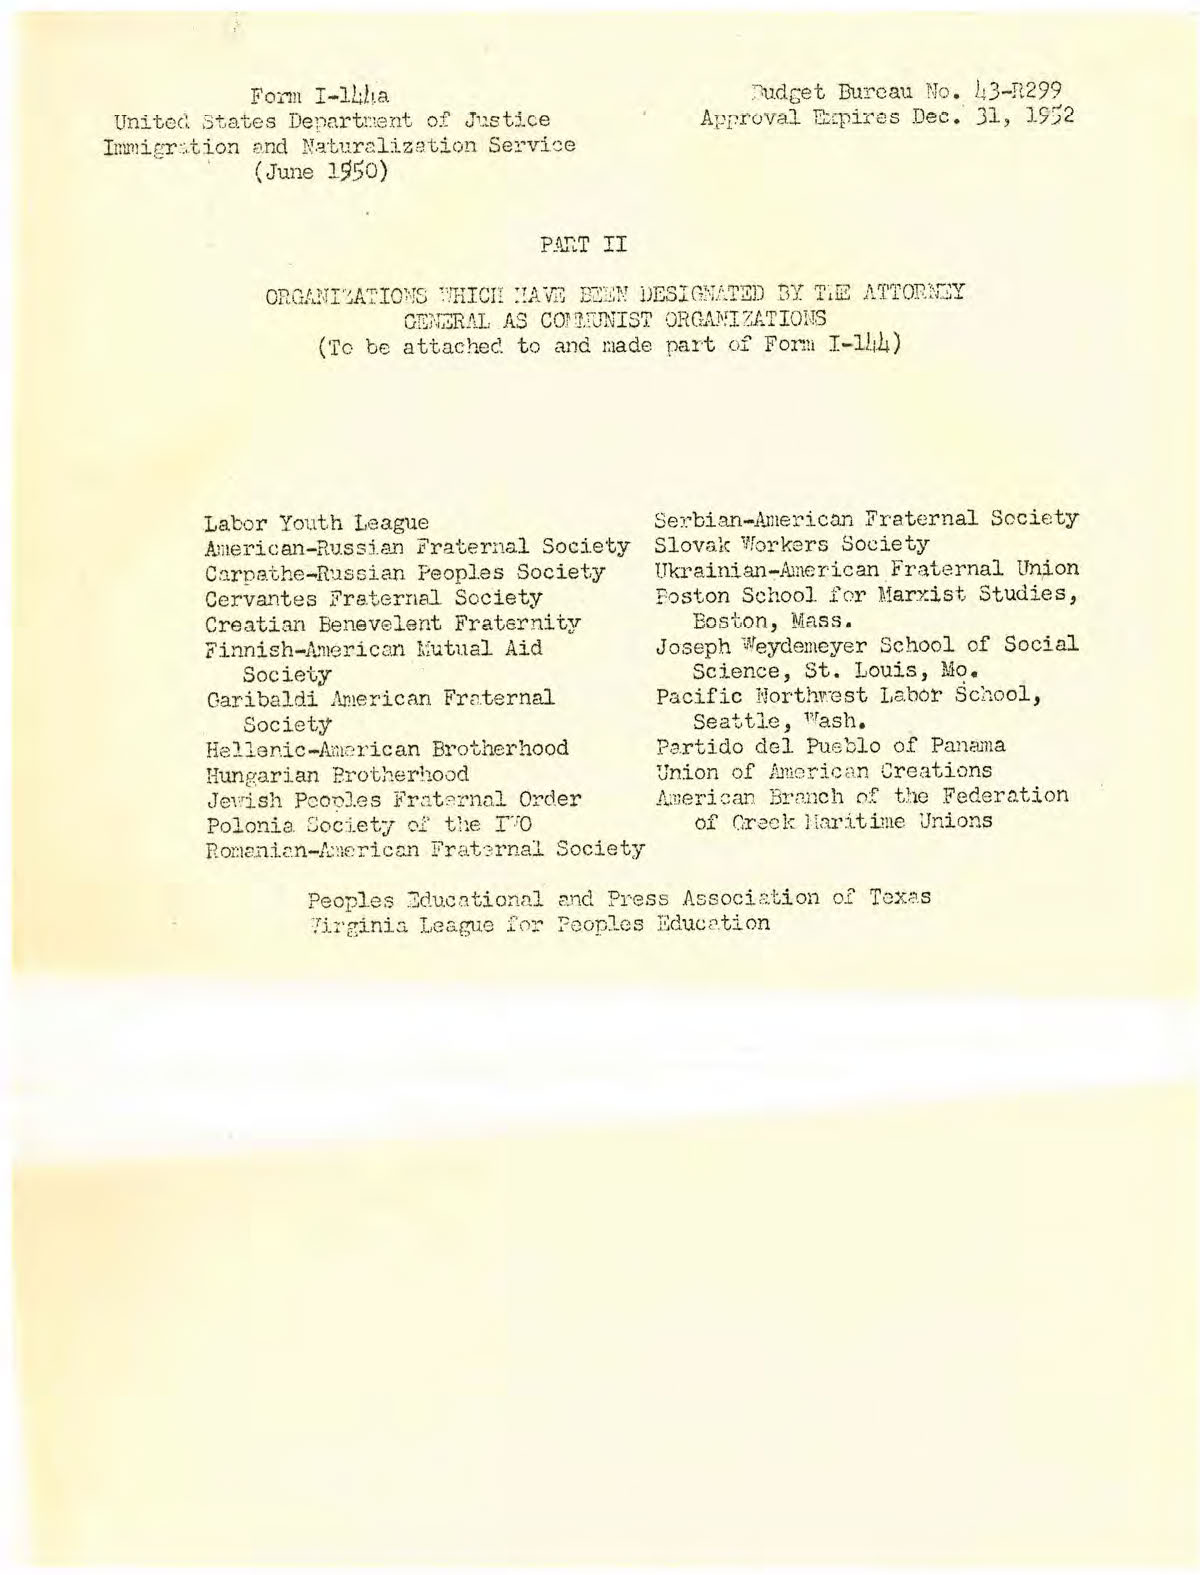 Form I-144a
United States Department of Justice
Immigration and Naturalization Service
(June 1950)
Budget Bureau No. 43-R299
Approval Expires Dec. 31, 1952
PART II
ORGANIZATIONS WHICH HAVE BEEN DESIGNATED BY THE ATTORNEY
GENERAL AS COMMUNIST ORGANIZATIONS
(To be attached to and made part of Form I-144)
Labor Youth League
American-Russian Fraternal Society
Carpathe-Russian Peoples Society
Cervantes Fraternal Society
Creatian Benevelent Fraternity
Finnish-American Mutual Aid
Society
Garibaldi American Fraternal
Society
Hellenic-American Brotherhood
Hungarian Brotherhood
Jewish Peoples Fraternal Order
Polonia Society of the IWO
Romanian-American Fraternal Society
Serbian-American Fraternal Society
Slovak Workers Society
Ukrainian-American Fraternal Union
Boston School for Marxist Studies,
Boston, Mass.
Joseph Weydemeyer School of Social
Science, St. Louis, Mo.
Pacific Northwest Labor School,
Seattle, Wash.
Partido del Pueblo of Panama
Union of American Creations
American Branch of the Federation
of Greek Maritime Unions
Peoples Educational and Press Association of Texas
Virginia League for Peoples Education